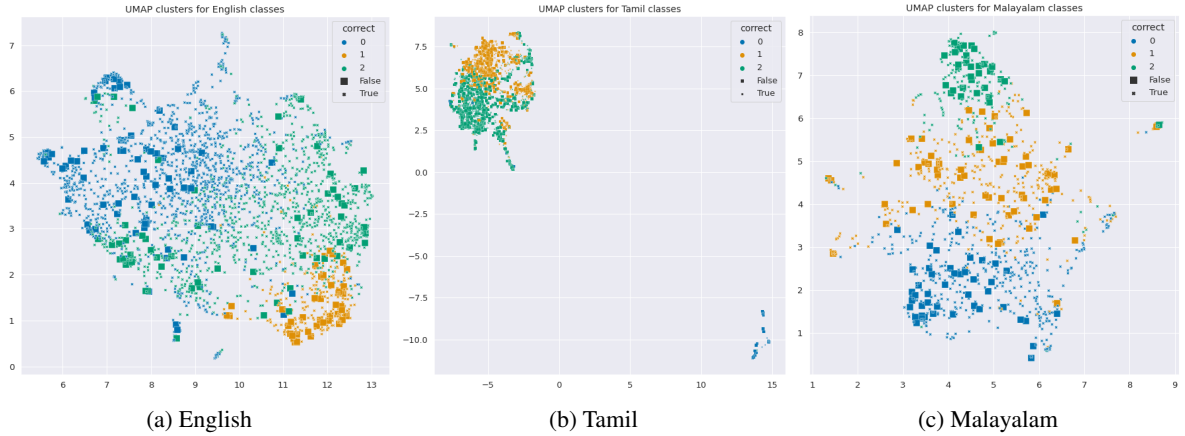 UMAP clusters for English classes
correct
0
1
2
False
True
7
6
5
4
3
2
1
0
6 7 8 9 10 11 12 13
(a) English
UMAP clusters for Tamil classes
correct
0
1
2
False
True
7.5
5.0
2.5
0.0
−2.5
−5.0
−7.5
−10.0
−5 0 5 10 15
(b) Tamil
UMAP clusters for Malayalam classes
correct
0
1
2
False
True
8
7
6
5
4
3
2
1
1 2 3 4 5 6 7 8 9
(c) Malayalam